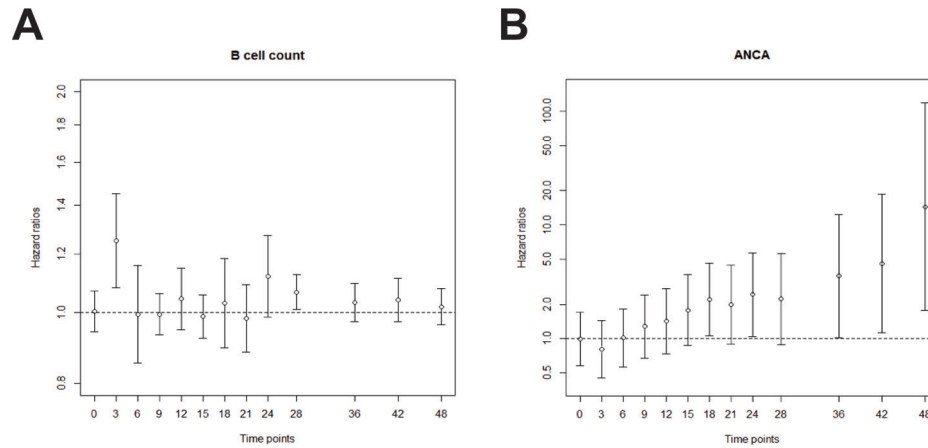 A
B cell count
Hazard ratios
2.0
1.8
1.6
1.4
1.2
1.0
0.8
0 3 6 9 12 15 18 21 24 28 36 42 48
Time points
B
ANCA
Hazard ratios
100.0
50.0
20.0
10.0
5.0
2.0
1.0
0.5
0 3 6 9 12 15 18 21 24 28 36 42 48
Time points